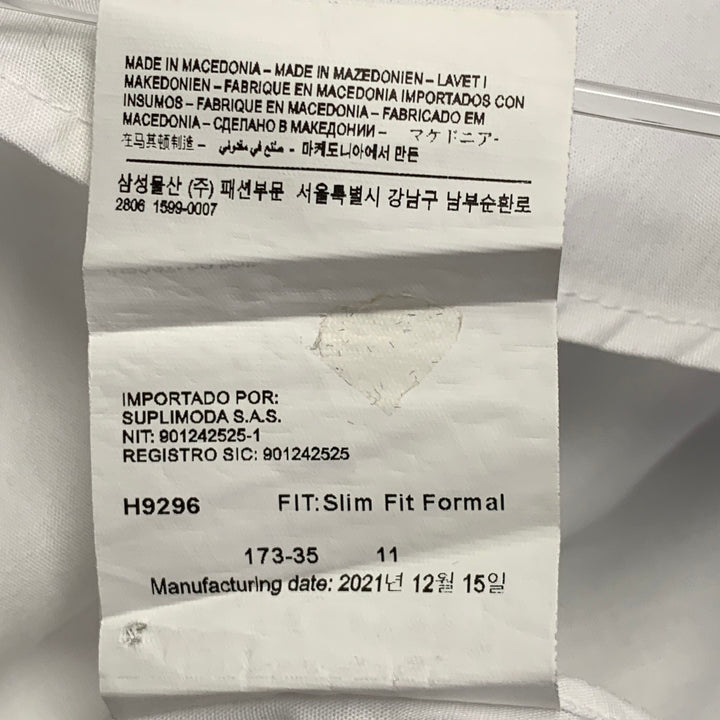 MADE IN MACEDONIA – MADE IN MAZEDONIEN – LAVET I
MAKEDONIEN – FABRIQUE EN MACEDONIA IMPORTADOS CON
INSUMOS – FABRIQUE EN MACEDONIA – FABRICADO EM
MACEDONIA – СДЕЛАНО В МАКЕДОНИИ – マケドニア-
在马其顿制造 – صنع في مقدوني - 마케도니아에서 만든
삼성물산 (주) 패션부문 서울특별시 강남구 남부순환로
2806 1599-0007
IMPORTADO POR:
SUPLIMODA S.A.S.
NIT: 901242525-1
REGISTRO SIC: 901242525
H9296 FIT:Slim Fit Formal
173-35 11
Manufacturing date: 2021년 12월 15일